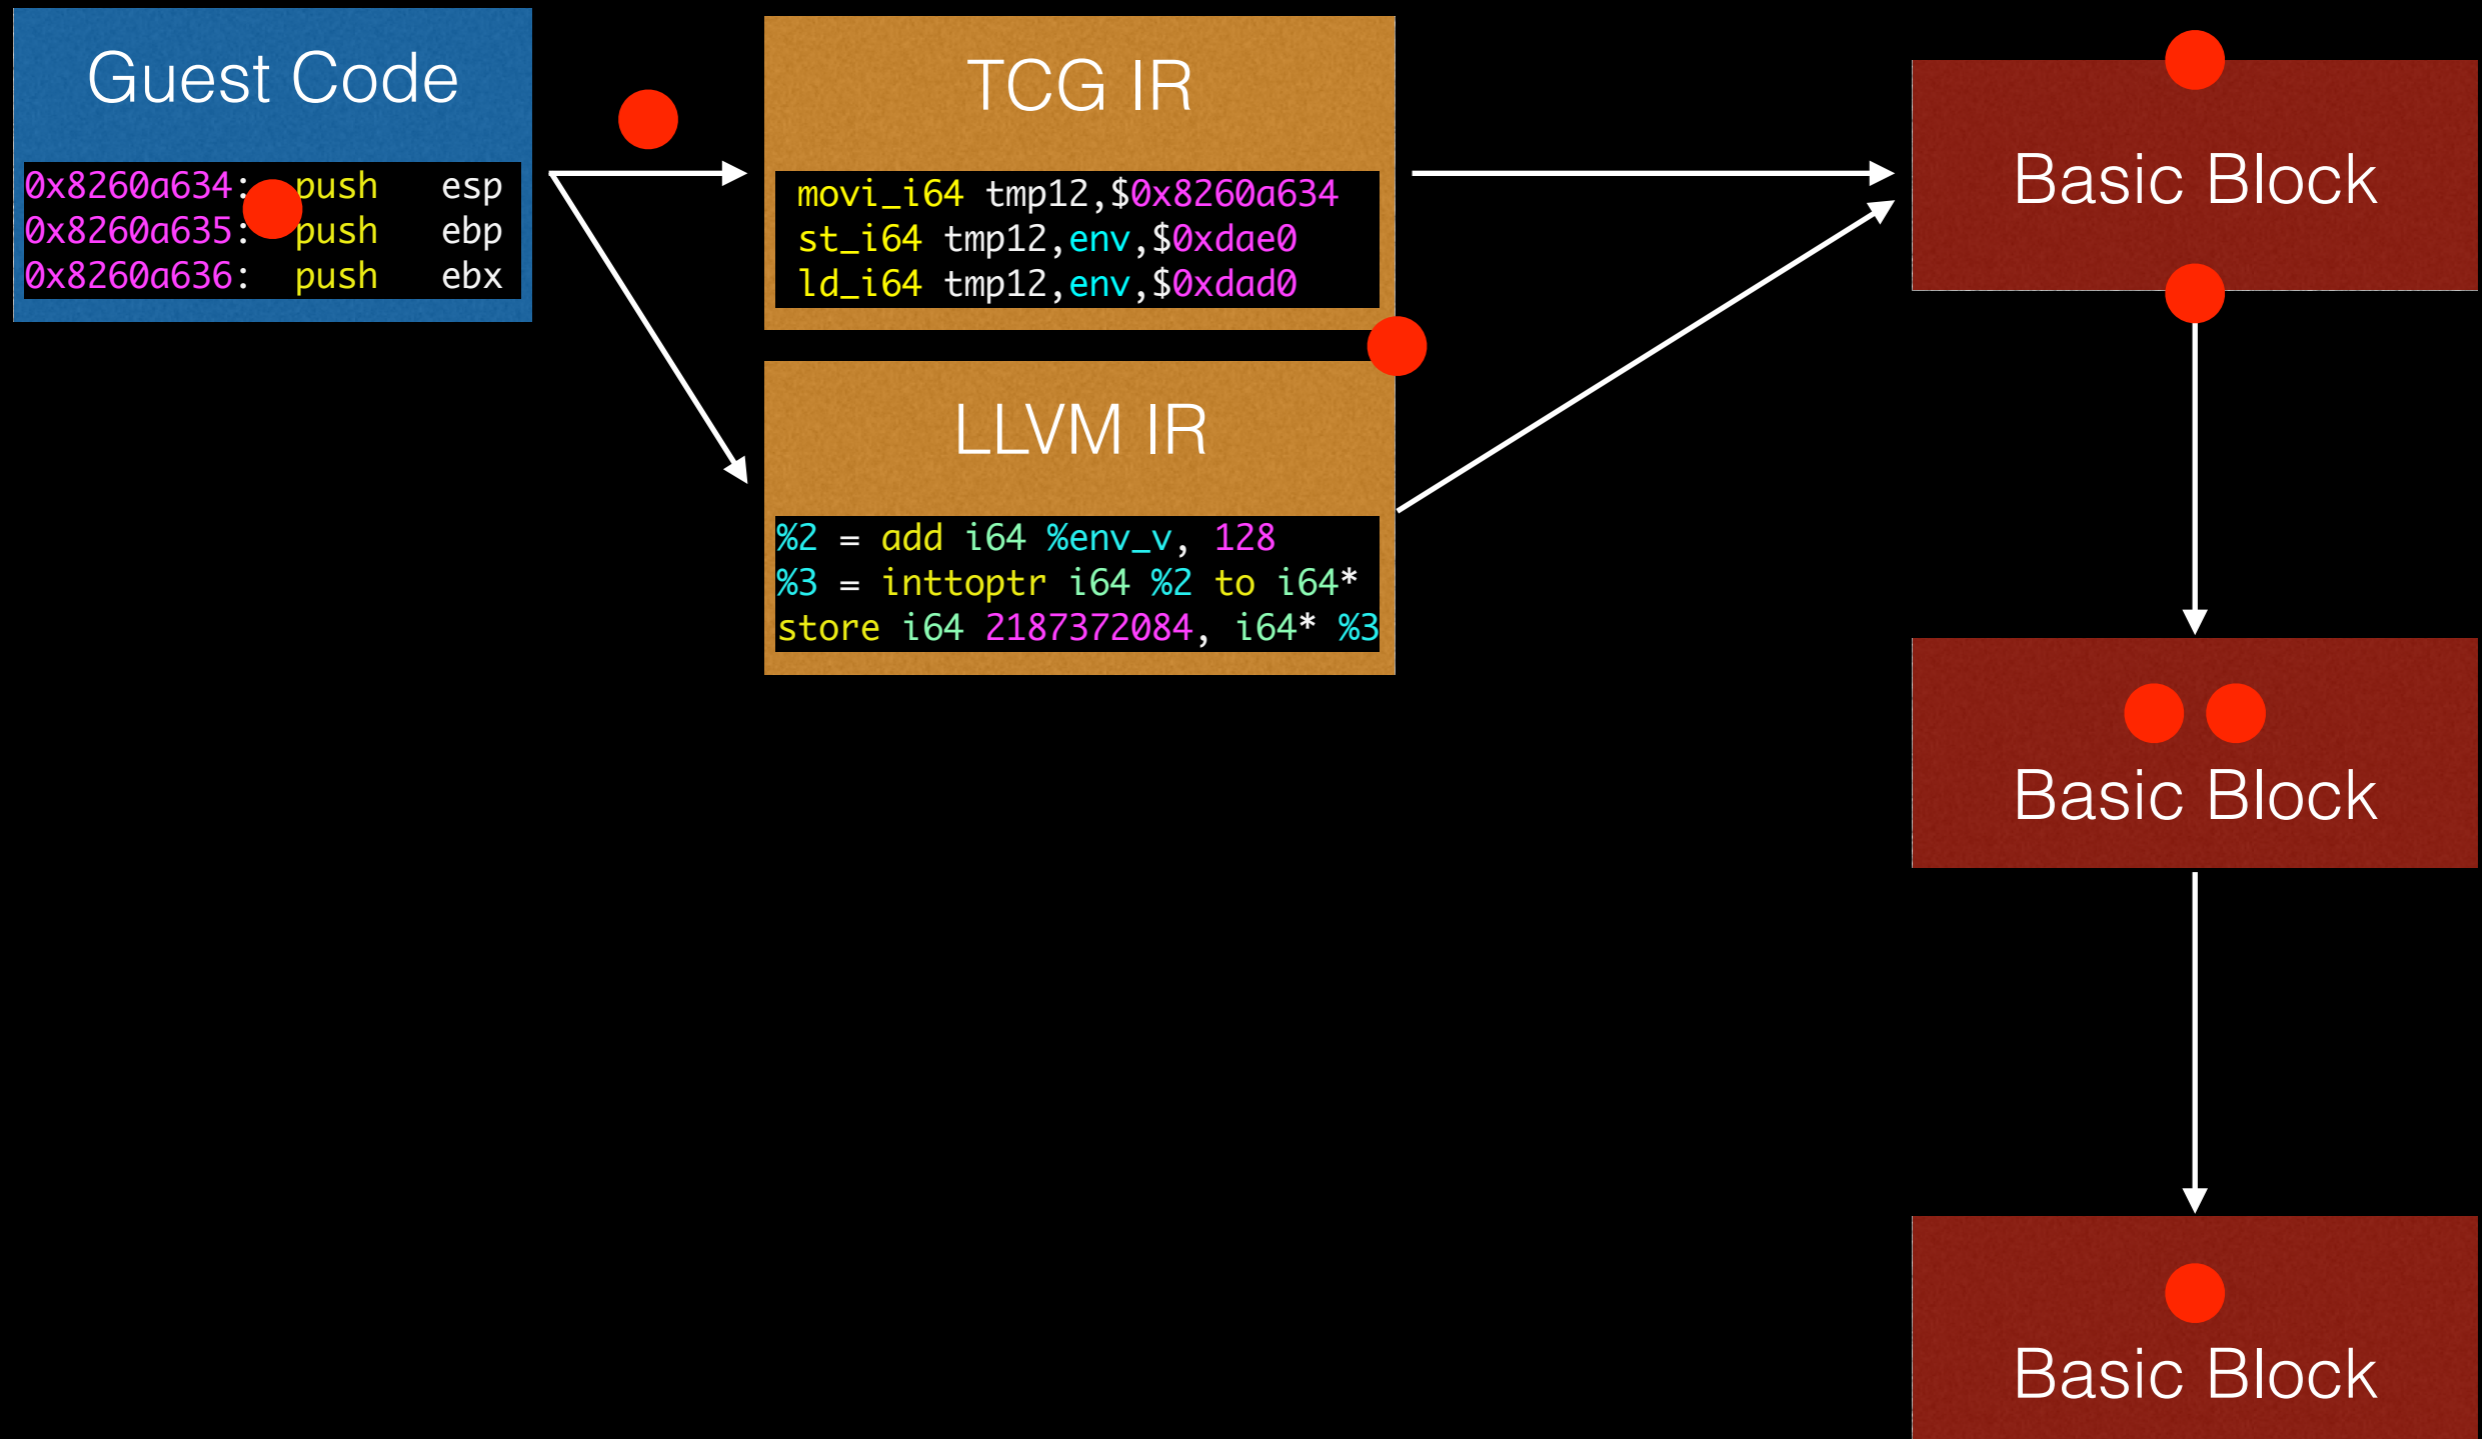 Guest Code
0x8260a634: push esp
0x8260a635: push ebp
0x8260a636: push ebx
TCG IR
movi_i64 tmp12,$0x8260a634
st_i64 tmp12,env,$0xdae0
ld_i64 tmp12,env,$0xdad0
LLVM IR
%2 = add i64 %env_v, 128
%3 = inttoptr i64 %2 to i64*
store i64 2187372084, i64* %3
Basic Block
Basic Block
Basic Block